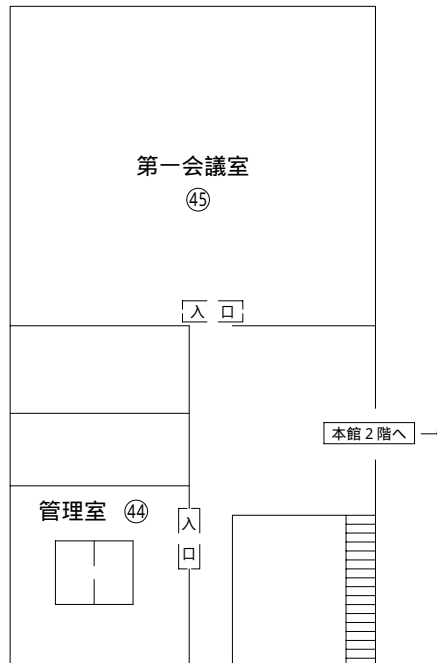 第一会議室
㊺
入 口
本館2階へ
管理室 ㊹
入
口